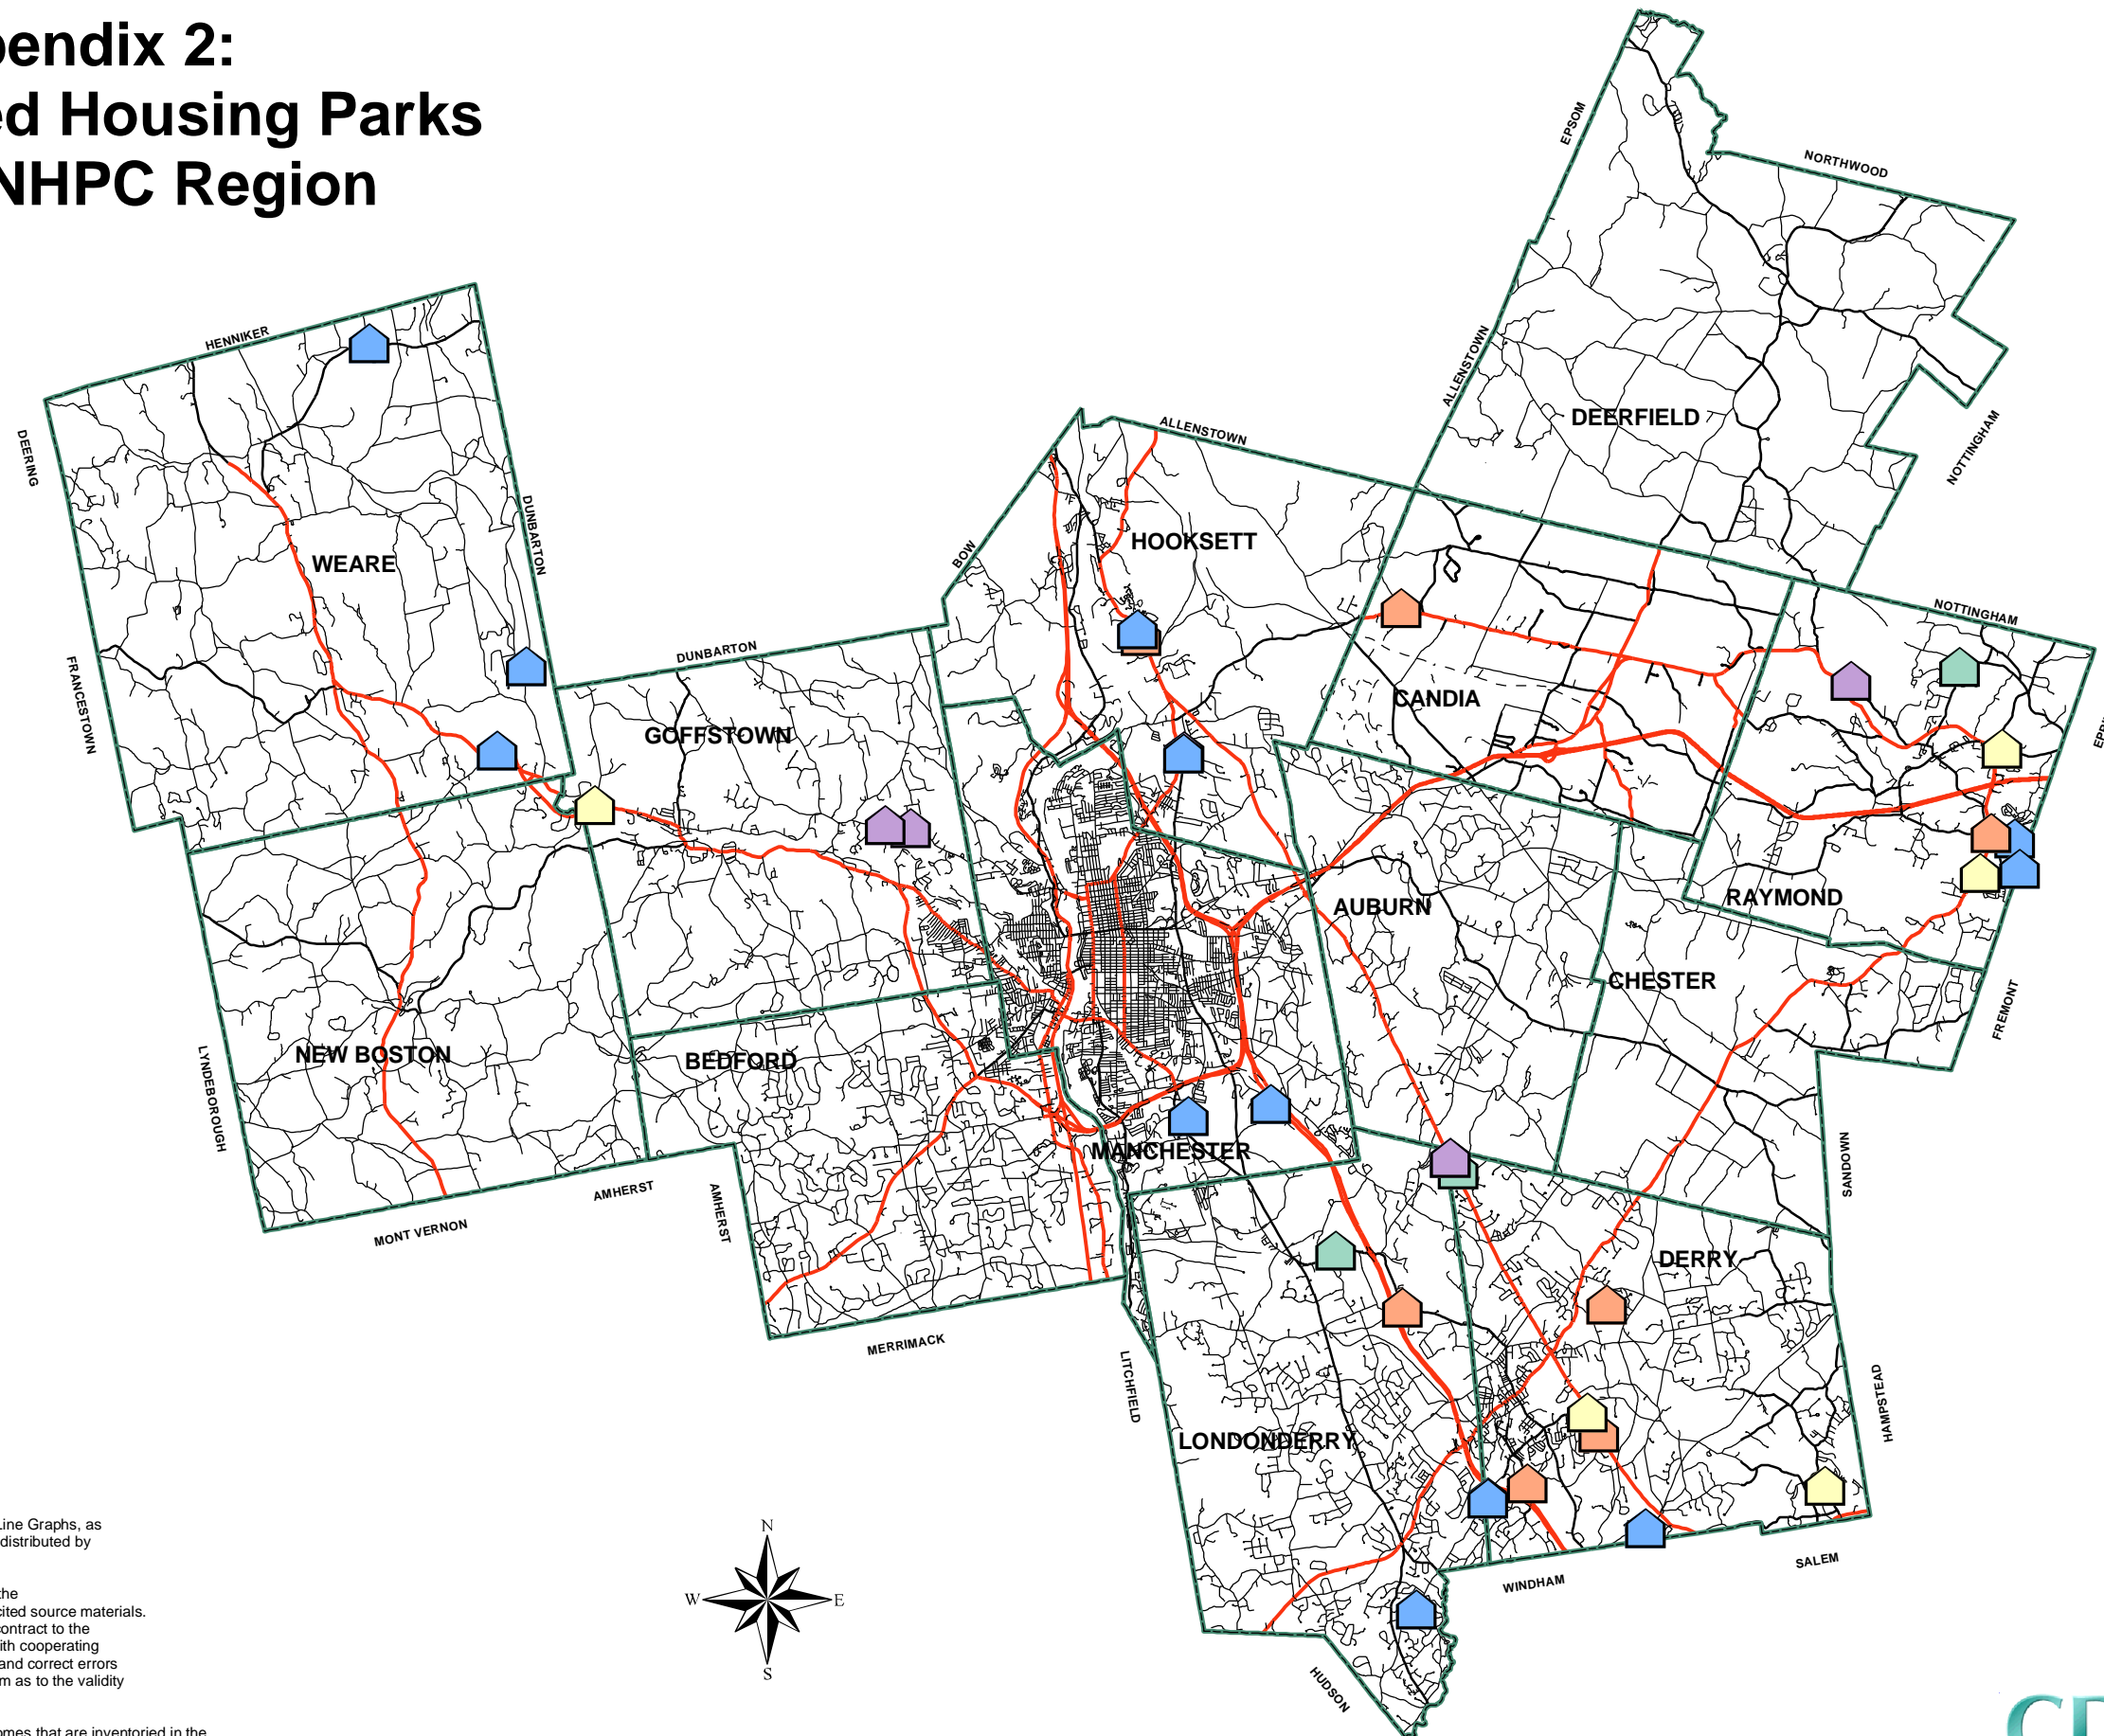 pendix 2:
ed Housing Parks
NHPC Region
EPSOM
NORTHWOOD
HENNIKER
ALLENSTOWN
ALLENSTOWN
DEERFIELD
NOTTINGHAM
DEERING
DUNBARTON
BOW
HOOKSETT
WEARE
NOTTINGHAM
DUNBARTON
FRANCESTOWN
CANDIA
GOFFSTOWN
RAYMOND
AUBURN
CHESTER
FREMONT
NEW BOSTON
BEDFORD
LYNDEBOROUGH
MANCHESTER
SANDOWN
AMHERST
AMHERST
MONT VERNON
DERRY
MERRIMACK
LITCHFIELD
HAMPSTEAD
LONDONDERRY
Line Graphs, as
distributed by
N
SALEM
WINDHAM
the
W E
cited source materials.
contract to the
ith cooperating
and correct errors
S
m as to the validity
HUDSON
omes that are inventoried in the